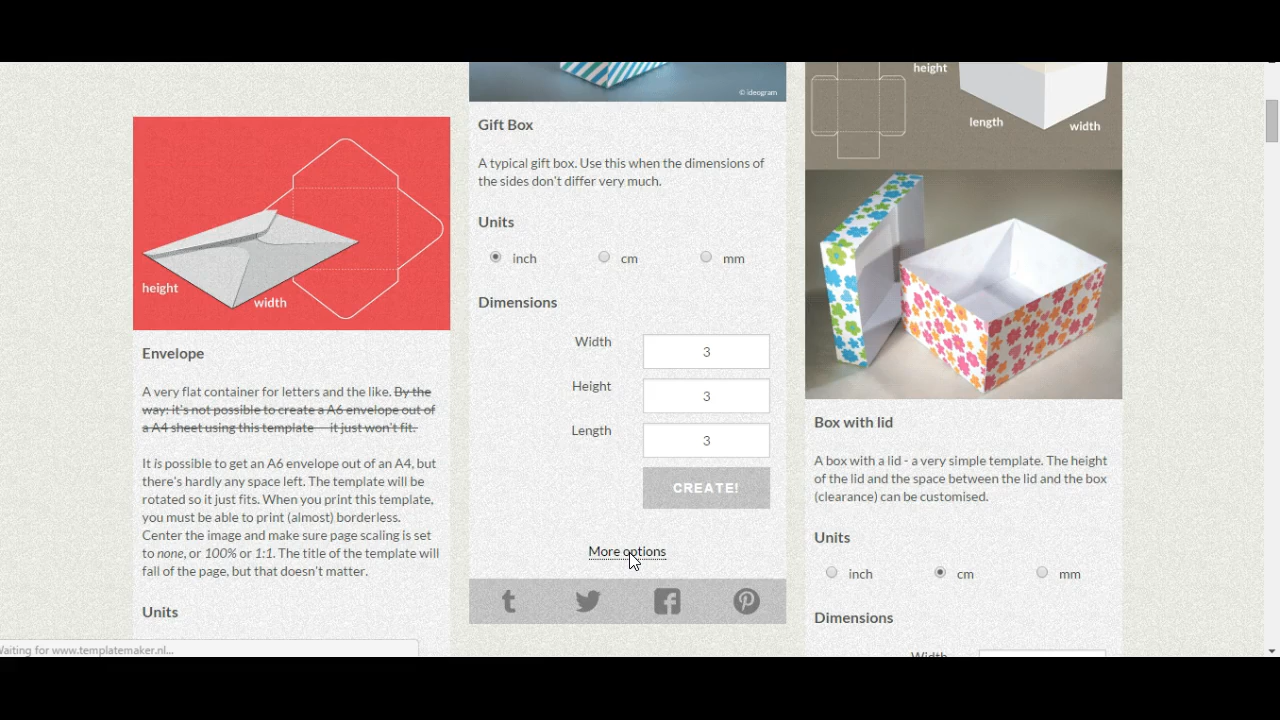 height
width
Envelope
A very flat container for letters and the like. By the
way: it's not possible to create a A6 envelope out of
a A4 sheet using this template — it just won't fit.
It is possible to get an A6 envelope out of an A4, but
there's hardly any space left. The template will be
rotated so it just fits. When you print this template,
you must be able to print (almost) borderless.
Center the image and make sure page scaling is set
to none, or 100% or 1:1. The title of the template will
fall of the page, but that doesn't matter.
Units
© ideogram
Gift Box
A typical gift box. Use this when the dimensions of
the sides don't differ very much.
Units
inch cm mm
Dimensions
Width 3
Height 3
Length 3
CREATE!
More options
height
length
width
Box with lid
A box with a lid - a very simple template. The height
of the lid and the space between the lid and the box
(clearance) can be customised.
Units
inch cm mm
Dimensions
Width
Waiting for www.templatemaker.nl...